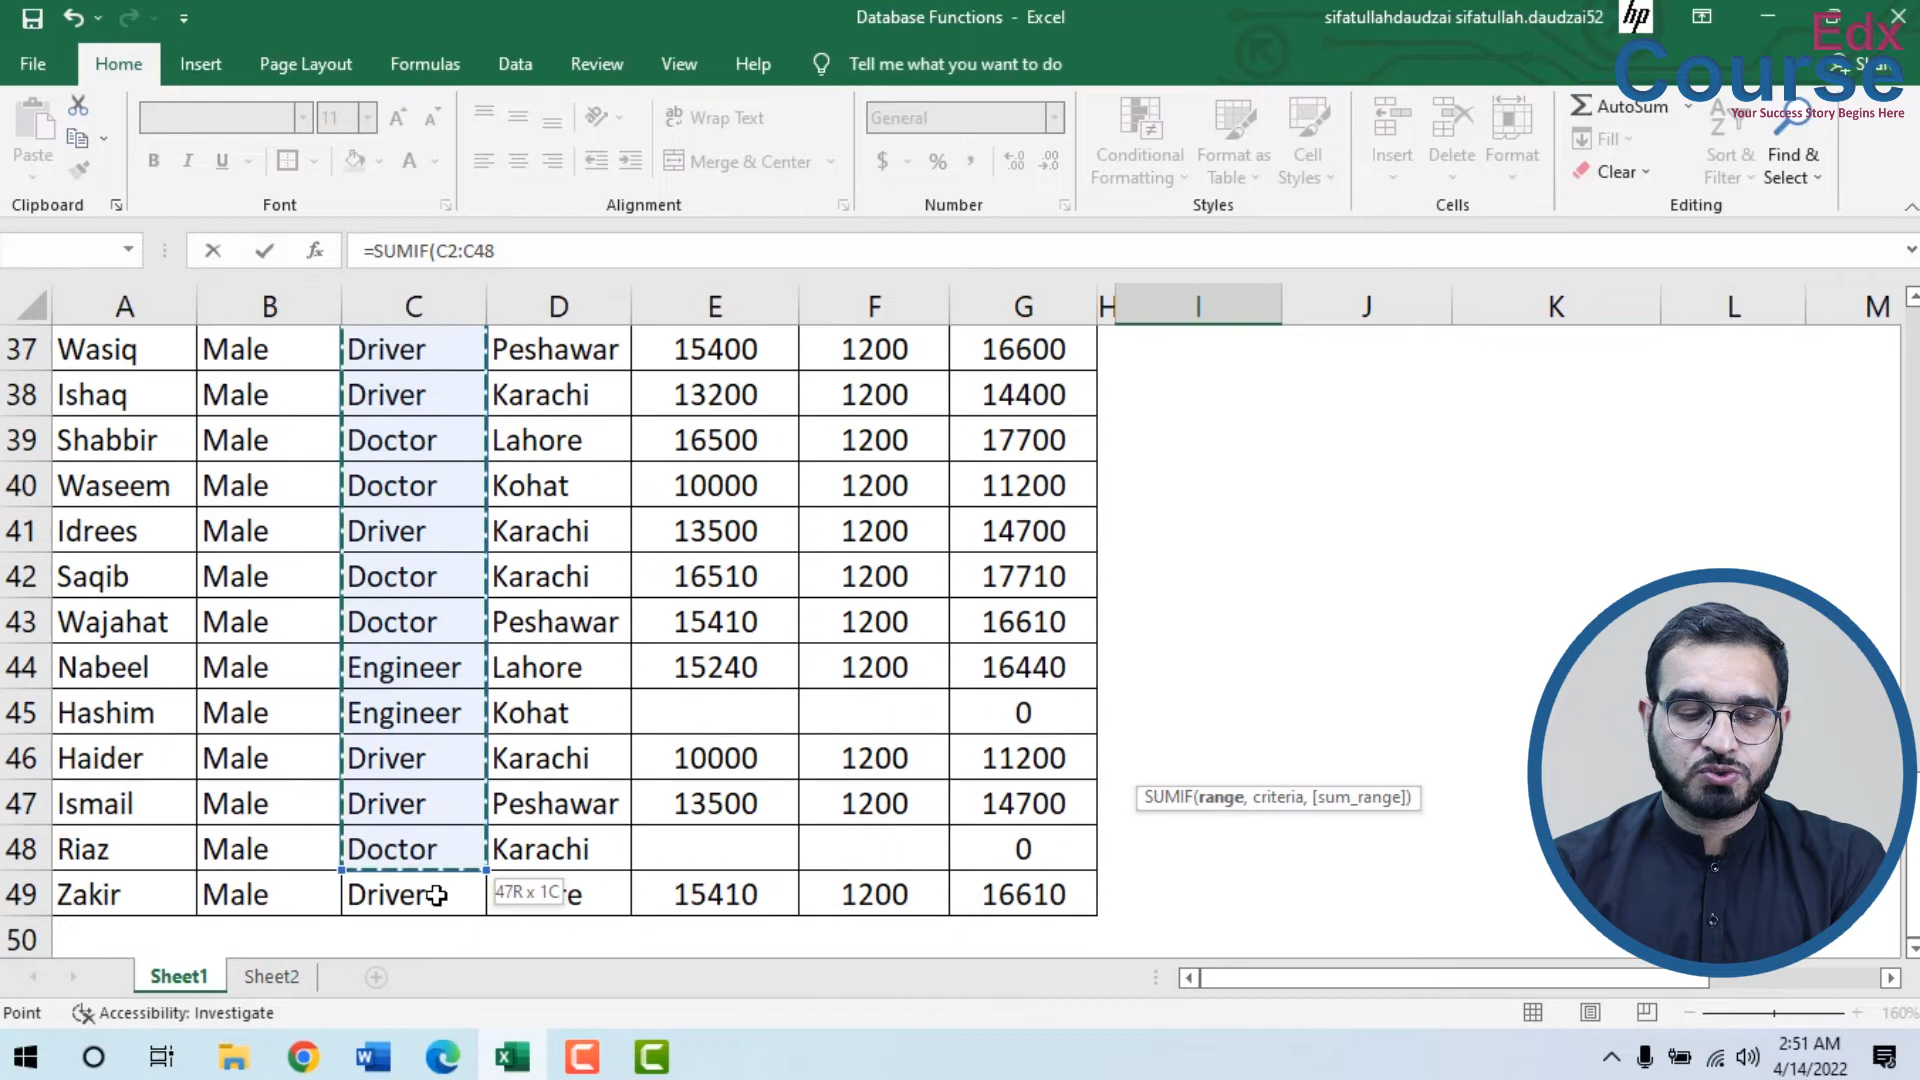 Database Functions - Excel
sifatullahdaudzai sifatullah.daudzai52
hp
Edx
Course
Your Success Story Begins Here
File Home Insert Page Layout Formulas Data Review View Help Tell me what you want to do
Paste
Clipboard
11
B I U
A
Font
Wrap Text
Merge & Center
Alignment
General
$ % ,
Number
Conditional Formatting
Format as Table
Cell Styles
Styles
Insert Delete Format
Cells
AutoSum
Fill
Clear
Sort & Filter
Find & Select
Editing
fx =SUMIF(C2:C48
A B C D E F G H I J K L M
37 Wasiq Male Driver Peshawar 15400 1200 16600
38 Ishaq Male Driver Karachi 13200 1200 14400
39 Shabbir Male Doctor Lahore 16500 1200 17700
40 Waseem Male Doctor Kohat 10000 1200 11200
41 Idrees Male Driver Karachi 13500 1200 14700
42 Saqib Male Doctor Karachi 16510 1200 17710
43 Wajahat Male Doctor Peshawar 15410 1200 16610
44 Nabeel Male Engineer Lahore 15240 1200 16440
45 Hashim Male Engineer Kohat 0
46 Haider Male Driver Karachi 10000 1200 11200
47 Ismail Male Driver Peshawar 13500 1200 14700
SUMIF(range, criteria, [sum_range])
48 Riaz Male Doctor Karachi 0
49 Zakir Male Driver 47R x 1C 15410 1200 16610
50
Sheet1 Sheet2
Point Accessibility: Investigate 160%
2:51 AM
4/14/2022